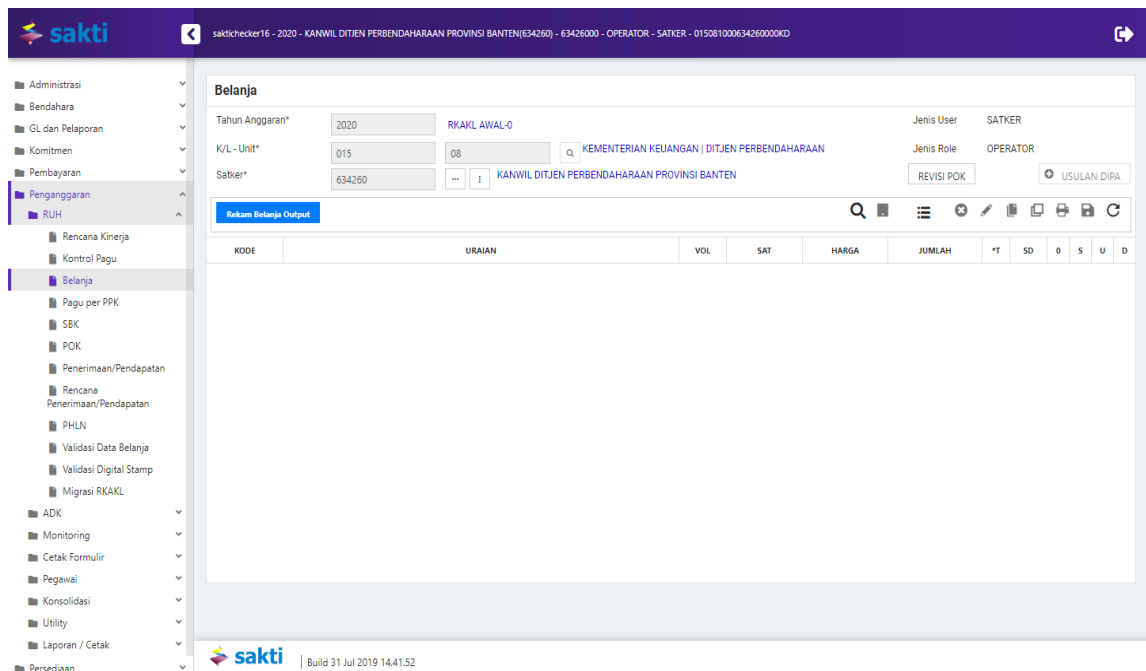 sakti
saktichecker16 - 2020 - KANWIL DITJEN PERBENDAHARAAN PROVINSI BANTEN(634260) - 63426000 - OPERATOR - SATKER - 015081000634260000KD
Administrasi
Bendahara
GL dan Pelaporan
Komitmen
Pembayaran
Penganggaran
RUH
Rencana Kinerja
Kontrol Pagu
Belanja
Pagu per PPK
SBK
POK
Penerimaan/Pendapatan
Rencana
Penerimaan/Pendapatan
PHLN
Validasi Data Belanja
Validasi Digital Stamp
Migrasi RKAKL
ADK
Monitoring
Cetak Formulir
Pegawai
Konsolidasi
Utility
Laporan / Cetak
Persediaan
Belanja
Tahun Anggaran* 2020 RKAKL AWAL-0 Jenis User SATKER
K/L - Unit* 015 08 KEMENTERIAN KEUANGAN | DITJEN PERBENDAHARAAN Jenis Role OPERATOR
Satker* 634260 KANWIL DITJEN PERBENDAHARAAN PROVINSI BANTEN REVISI POK USULAN DIPA
Rekam Belanja Output
KODE URAIAN VOL SAT HARGA JUMLAH *T SD 0 S U D
sakti Build 31 Jul 2019 14.41.52